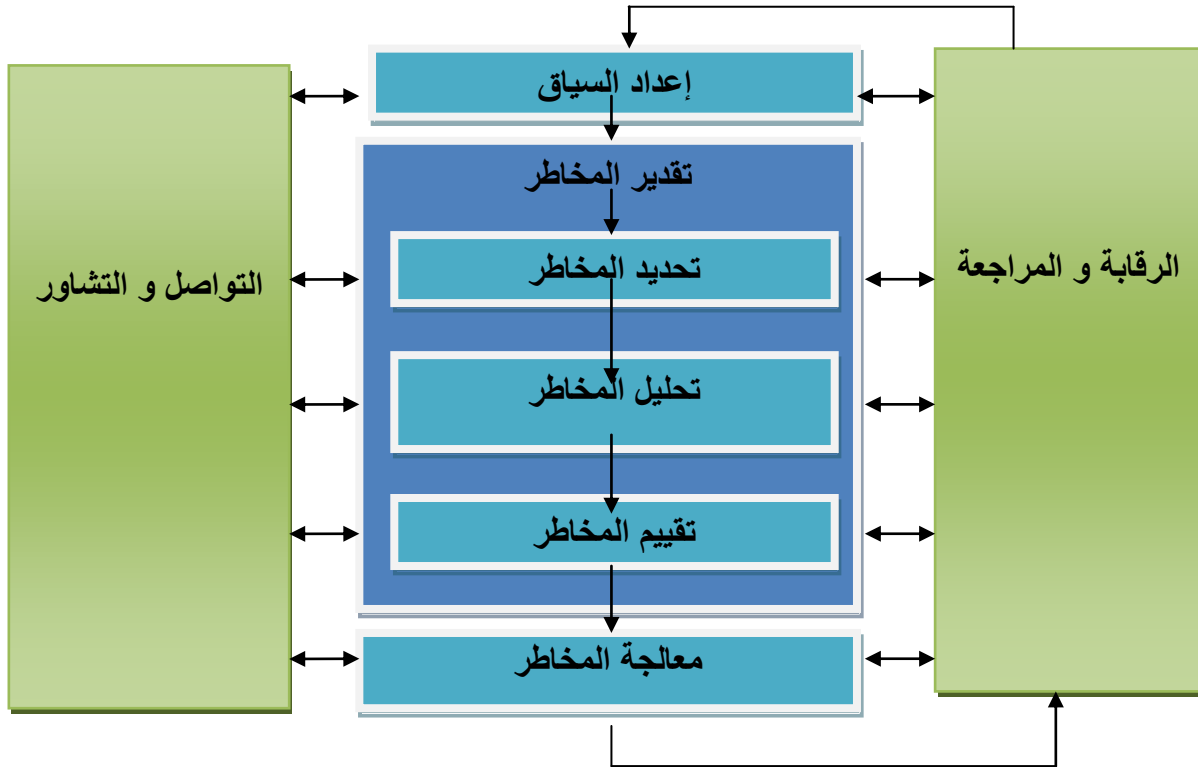 إعداد السياق
تقدير المخاطر
الرقابة و المراجعة
تحديد المخاطر
التواصل و التشاور
تحليل المخاطر
تقييم المخاطر
معالجة المخاطر